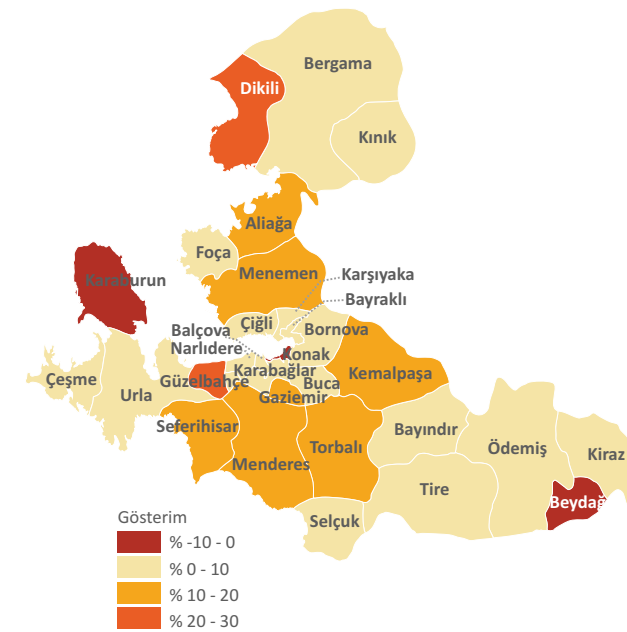 Bergama
Dikili
Kınık
Aliağa
Foça
Menemen
Karşıyaka
Karaburun
Bayraklı
Çiğli
Balçova
Bornova
Narlıdere
Konak
Karabağlar
Kemalpaşa
Çeşme
Güzelbahçe
Buca
Urla
Gaziemir
Seferihisar
Bayındır
Torbalı
Ödemiş
Kiraz
Menderes
Tire
Beydağ
Selçuk
Gösterim
% -10 - 0
% 0 - 10
% 10 - 20
% 20 - 30